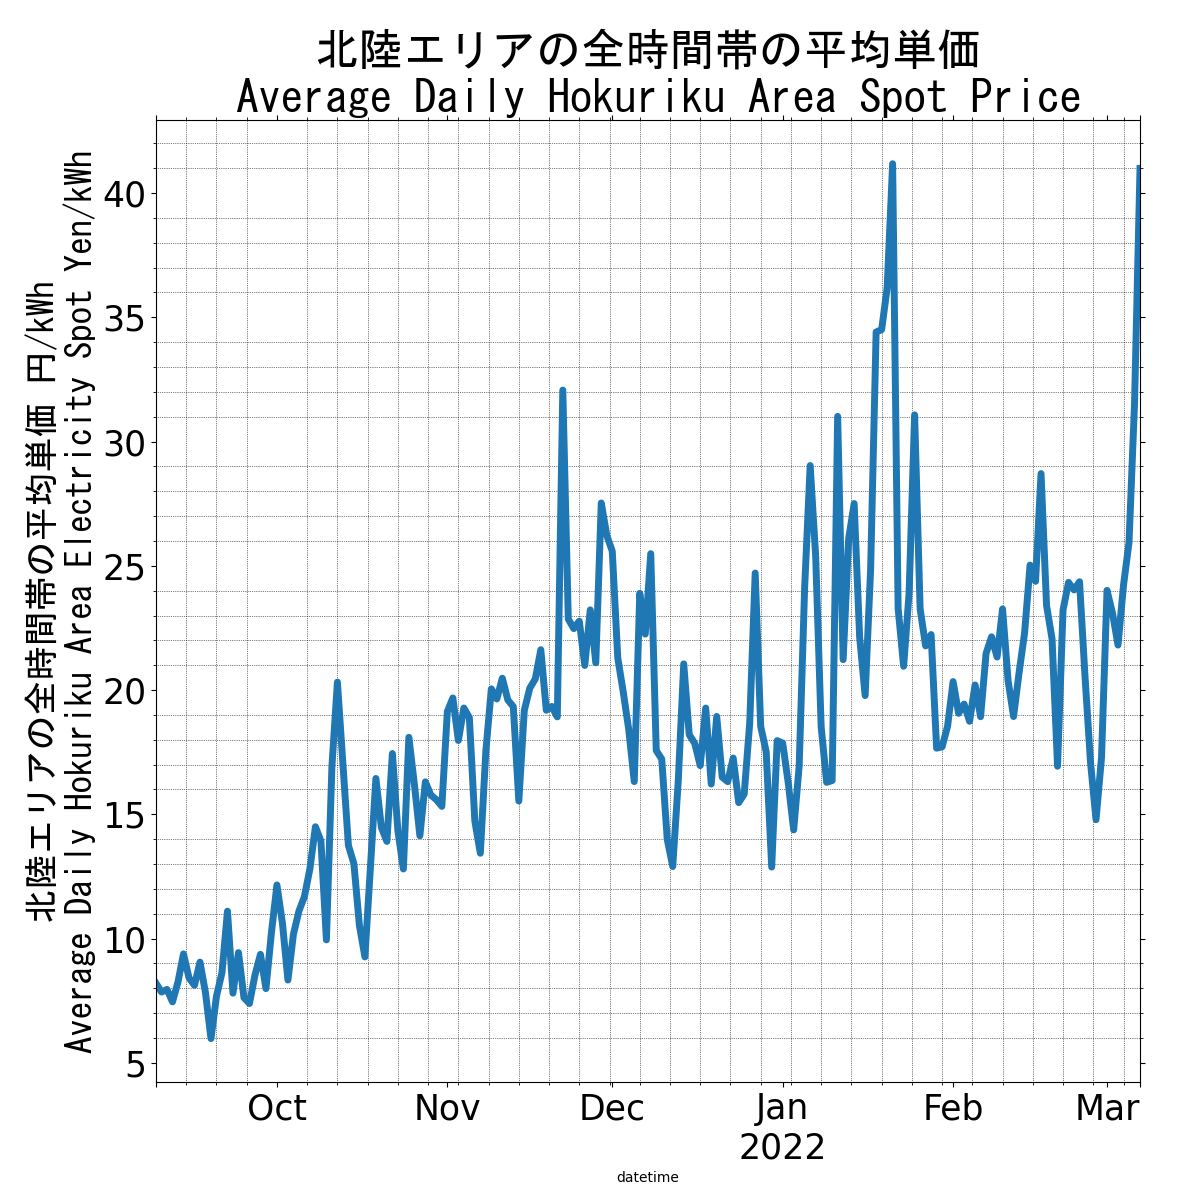 北陸エリアの全時間帯の平均単価
Average Daily Hokuriku Area Spot Price
北陸エリアの全時間帯の平均単価 円/kWh
Average Daily Hokuriku Area Electricity Spot Yen/kWh
40
35
30
25
20
15
10
5
Oct
Nov
Dec
Jan
2022
Feb
Mar
datetime